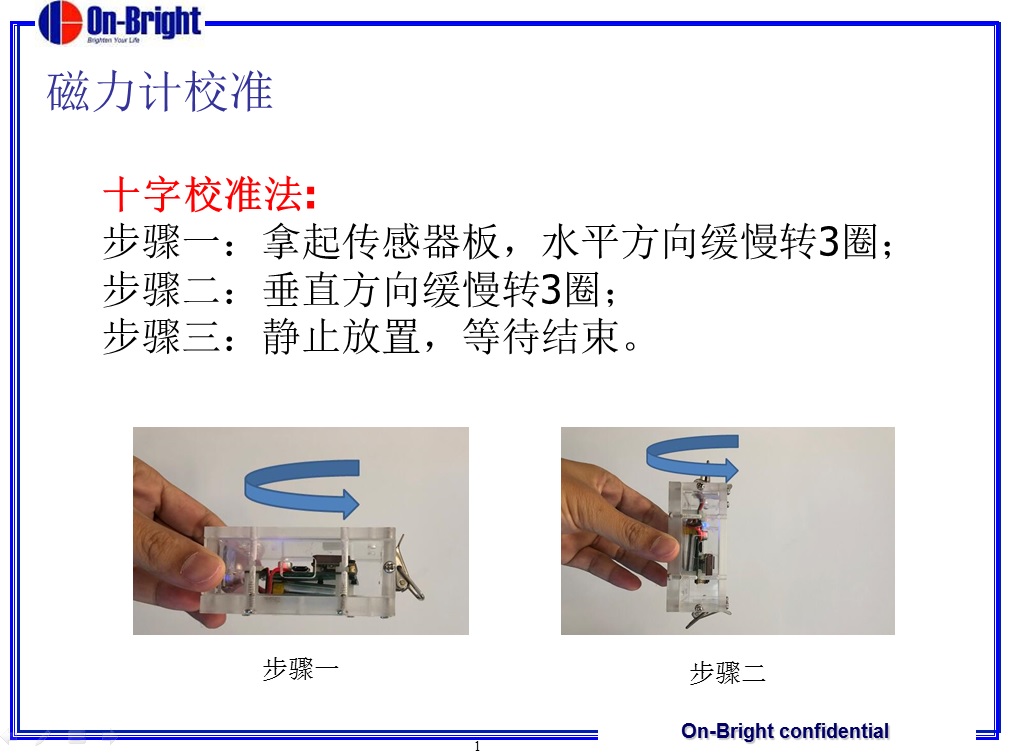 On-Bright
Brighten Your Life
磁力计校准
十字校准法:
步骤一：拿起传感器板，水平方向缓慢转3圈；
步骤二：垂直方向缓慢转3圈；
步骤三：静止放置，等待结束。
步骤一
步骤二
On-Bright confidential
1